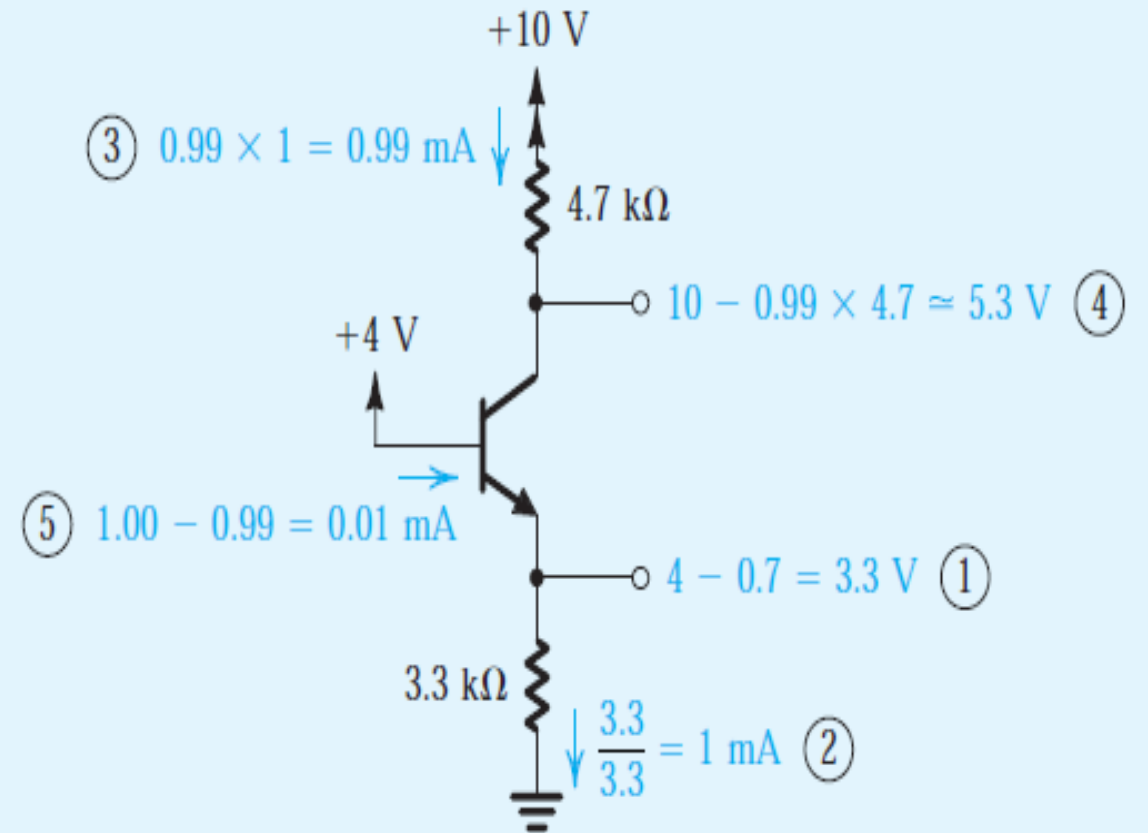 +10 V
③ 0.99 × 1 = 0.99 mA
4.7 kΩ
10 − 0.99 × 4.7 ≃ 5.3 V ④
+4 V
⑤ 1.00 − 0.99 = 0.01 mA
4 − 0.7 = 3.3 V ①
3.3 kΩ
3.3
3.3
= 1 mA ②